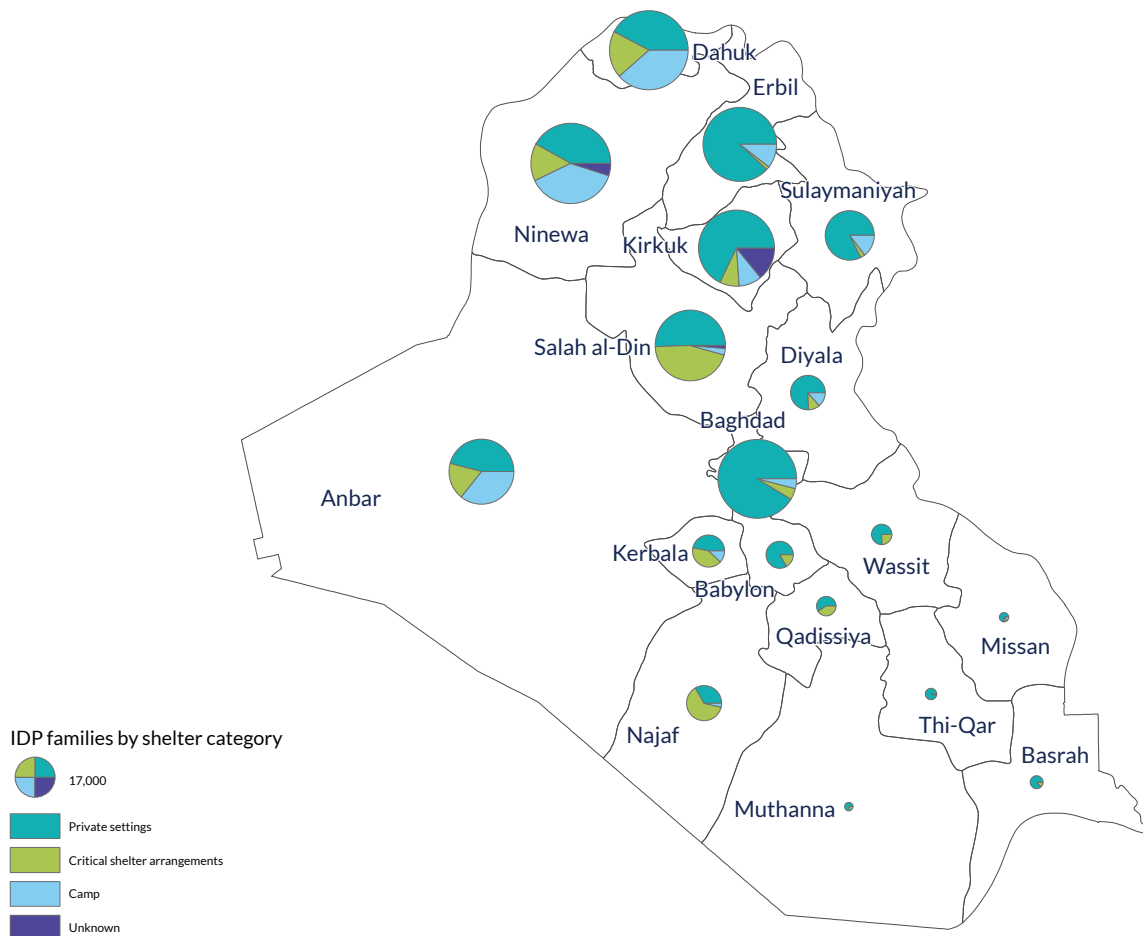 Dahuk
Erbil
Sulaymaniyah
Ninewa
Kirkuk
Salah al-Din
Diyala
Baghdad
Anbar
Kerbala
Wassit
Babylon
Qadissiya
Missan
Thi-Qar
Najaf
Basrah
Muthanna
IDP families by shelter category
17,000
Private settings
Critical shelter arrangements
Camp
Unknown